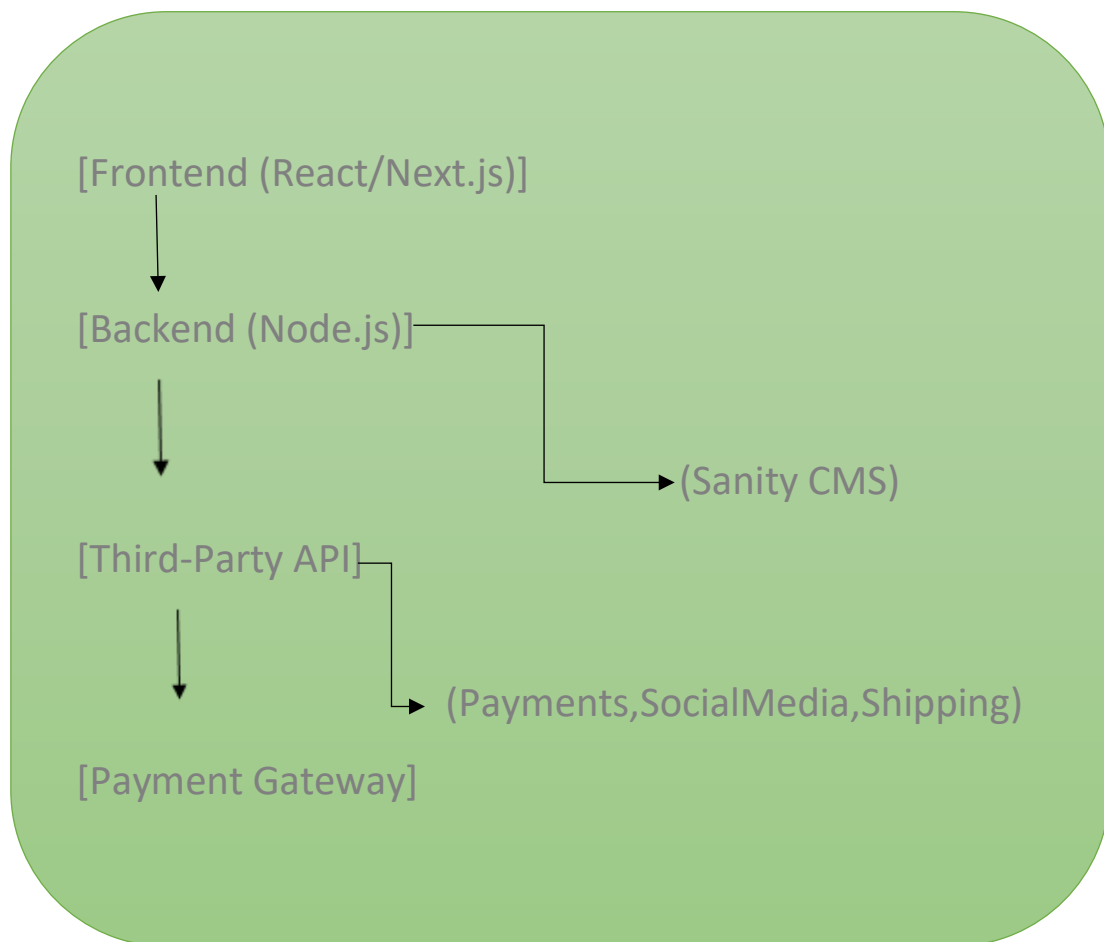 [Frontend (React/Next.js)]
[Backend (Node.js)]
(Sanity CMS)
[Third-Party API]
(Payments,SocialMedia,Shipping)
[Payment Gateway]